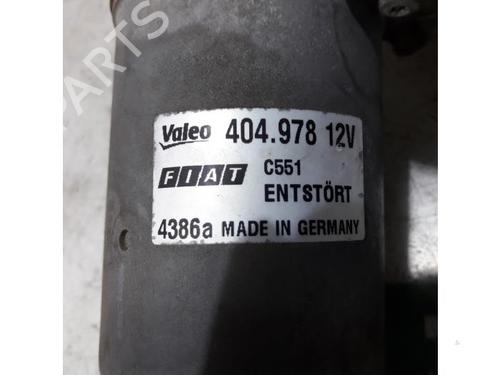 Valeo 404.978 12V
FIAT C551
ENTSTÖRT
4386a MADE IN GERMANY